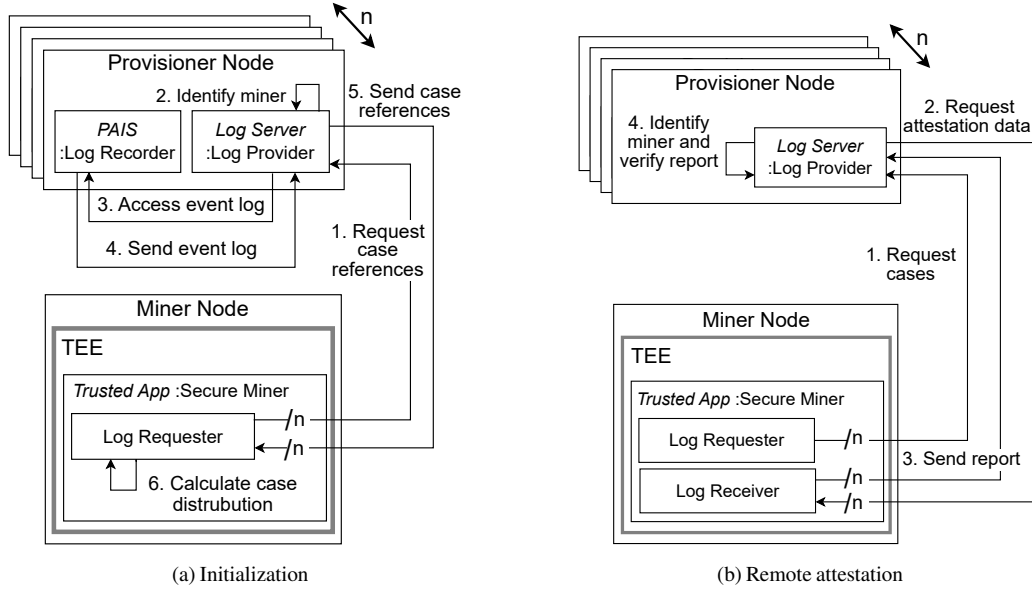 n
Provisioner Node
2. Identify miner
PAIS
:Log Recorder
Log Server
:Log Provider
5. Send case
references
3. Access event log
4. Send event log
1. Request
case
references
Miner Node
TEE
Trusted App :Secure Miner
Log Requester
/n
/n
6. Calculate case
distrubution
(a) Initialization
n
Provisioner Node
4. Identify
miner and
verify report
Log Server
:Log Provider
2. Request
attestation data
1. Request
cases
Miner Node
TEE
Trusted App :Secure Miner
Log Requester
/n
3. Send report
Log Receiver
/n
/n
(b) Remote attestation